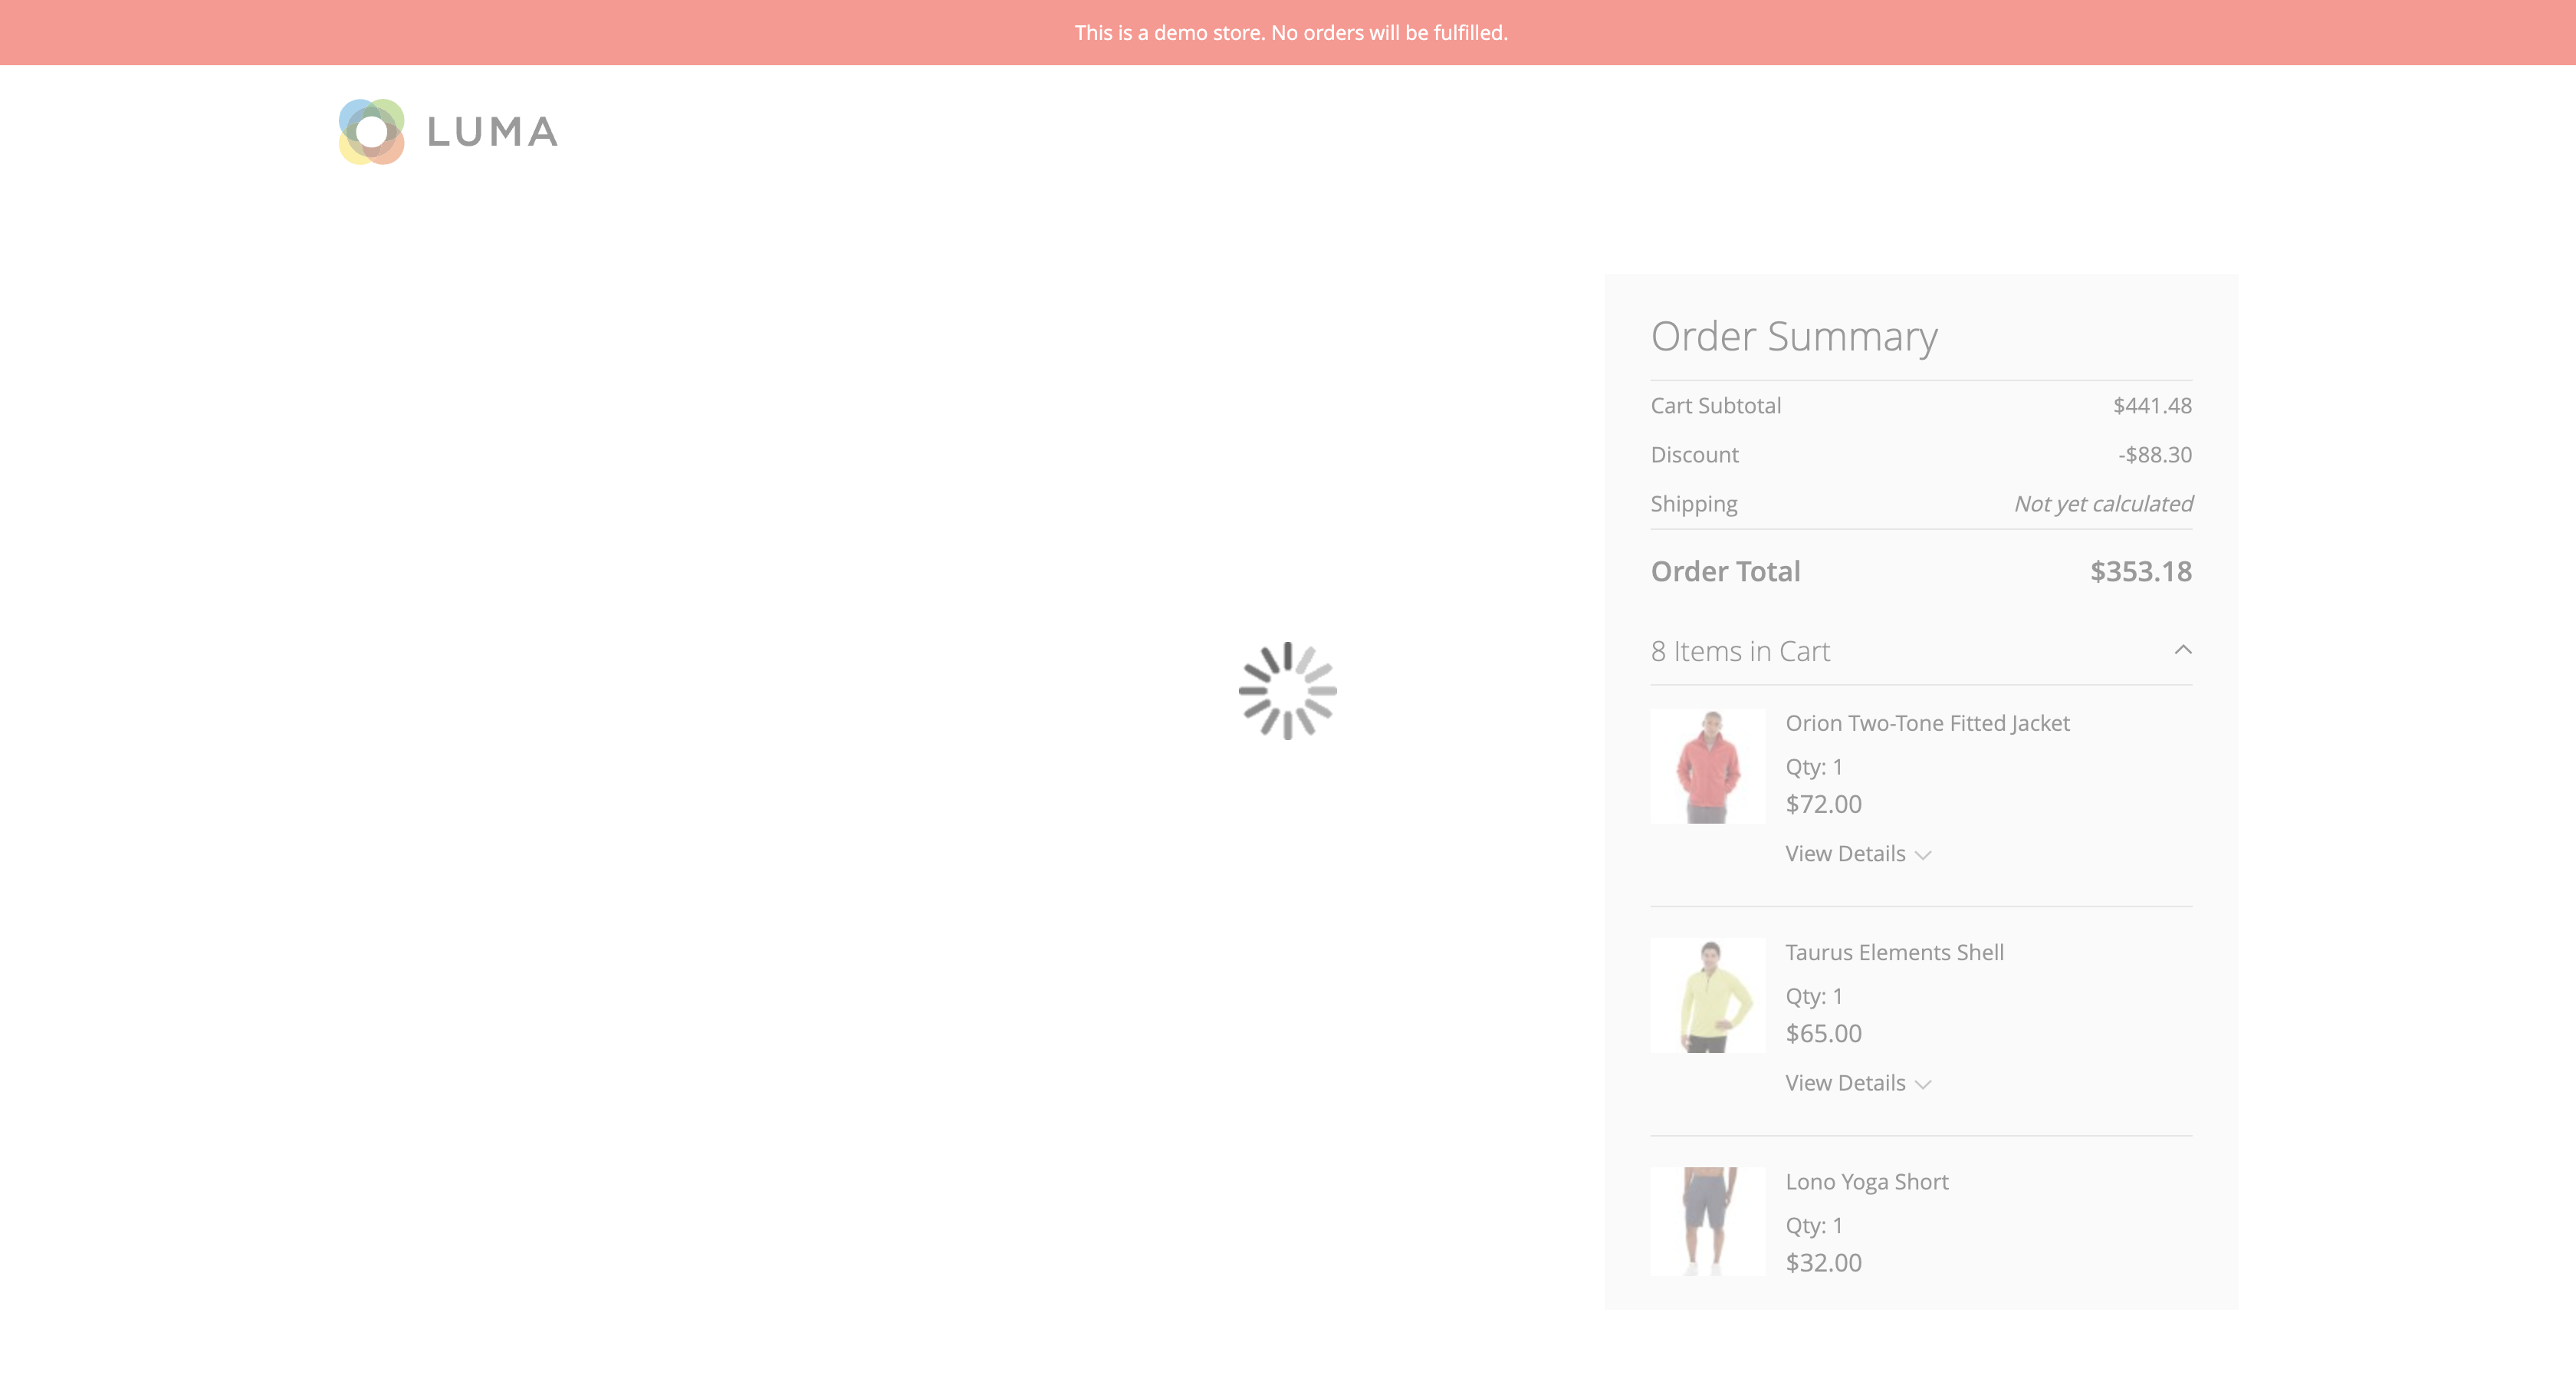 This is a demo store. No orders will be fulfilled.
LUMA
Order Summary
Cart Subtotal $441.48
Discount -$88.30
Shipping Not yet calculated
Order Total $353.18
8 Items in Cart
Orion Two-Tone Fitted Jacket
Qty: 1
$72.00
View Details
Taurus Elements Shell
Qty: 1
$65.00
View Details
Lono Yoga Short
Qty: 1
$32.00